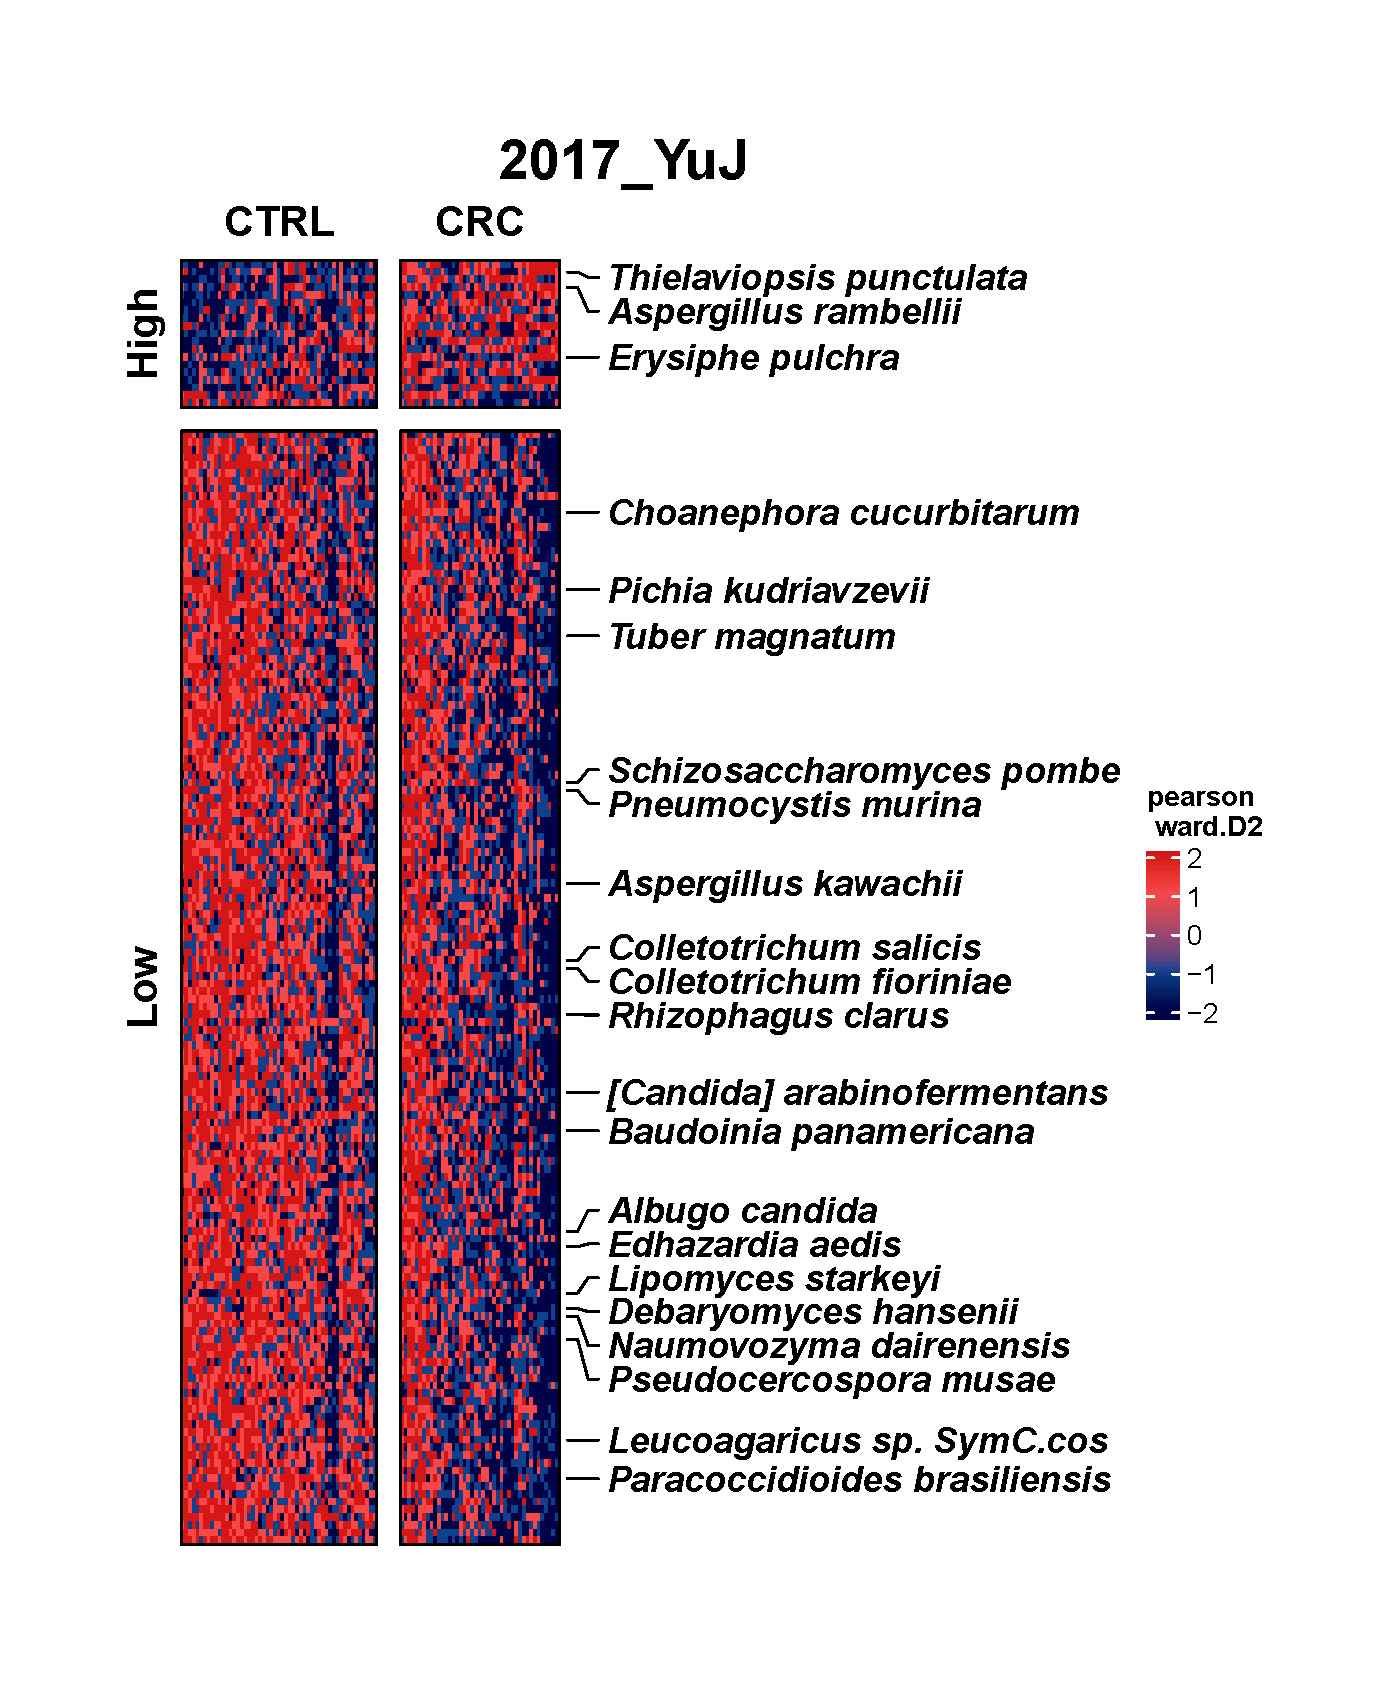 2017_YuJ
CTRL
CRC
High
Thielaviopsis punctulata
Aspergillus rambellii
Erysiphe pulchra
Low
Choanephora cucurbitarum
Pichia kudriavzevii
Tuber magnatum
Schizosaccharomyces pombe
Pneumocystis murina
Aspergillus kawachii
Colletotrichum salicis
Colletotrichum fioriniae
Rhizophagus clarus
[Candida] arabinofermentans
Baudoinia panamericana
Albugo candida
Edhazardia aedis
Lipomyces starkeyi
Debaryomyces hansenii
Naumovozyma dairenensis
Pseudocercospora musae
Leucoagaricus sp. SymC.cos
Paracoccidioides brasiliensis
pearson
ward.D2
2
1
0
−1
−2